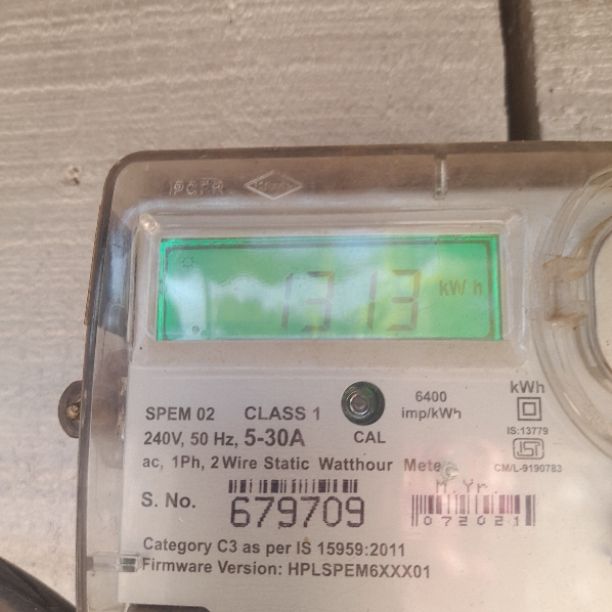 1313 kWh
SPEM 02 CLASS 1
6400
imp/kWh
kWh
240V, 50 Hz, 5-30A
CAL
IS:13779
ISI
CM/L-9190783
ac, 1Ph, 2 Wire Static Watthour Meter
S. No.
679709
M.Yr.
072021
Category C3 as per IS 15959:2011
Firmware Version: HPLSPEM6XXX01